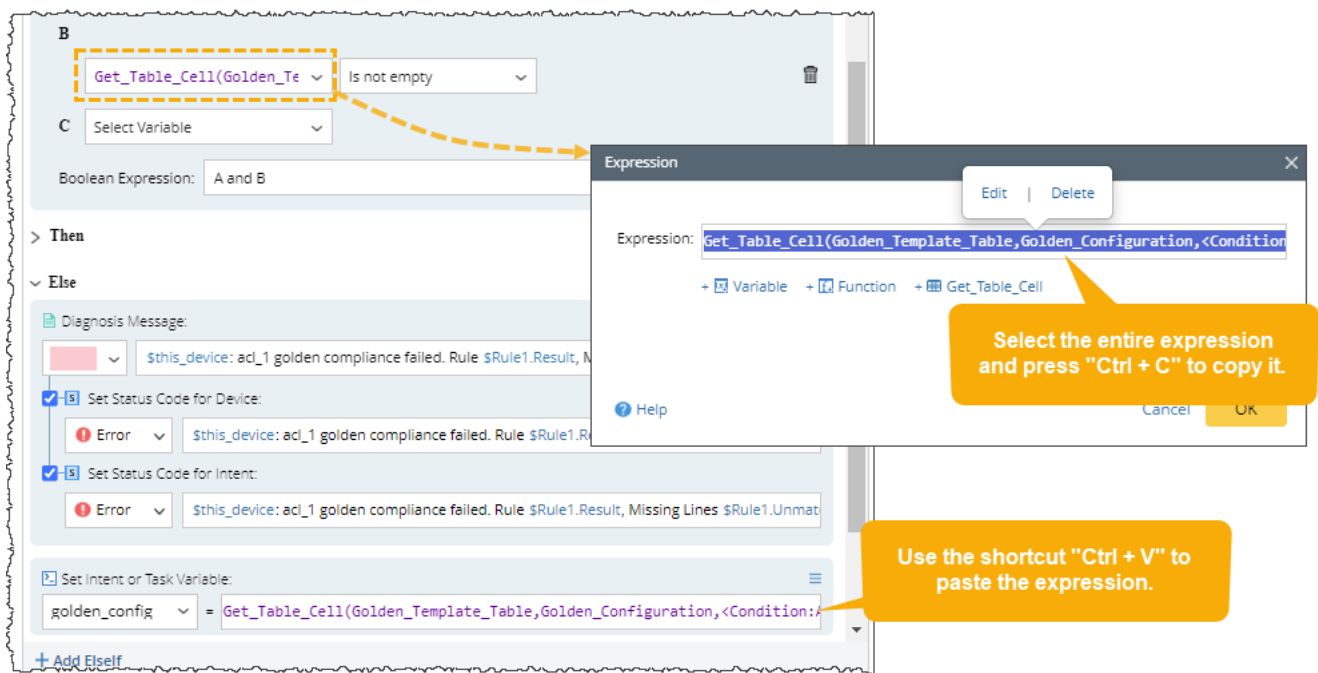 B
Get_Table_Cell(Golden_Te
Is not empty
C
Select Variable
Boolean Expression:
A and B
Then
Else
Diagnosis Message:
$this_device: acl_1 golden compliance failed. Rule $Rule1.Result, M
Set Status Code for Device:
Error
$this_device: acl_1 golden compliance failed. Rule $Rule1.Re
Set Status Code for Intent:
Error
$this_device: acl_1 golden compliance failed. Rule $Rule1.Result, Missing Lines $Rule1.Unmat
Set Intent or Task Variable:
golden_config
=
Get_Table_Cell(Golden_Template_Table,Golden_Configuration,<Condition:A
+ Add ElseIf
Expression
Edit | Delete
Expression:
Get_Table_Cell(Golden_Template_Table,Golden_Configuration,<Condition
+ Variable + Function + Get_Table_Cell
Select the entire expression
and press "Ctrl + C" to copy it.
Help
Cancel
OK
Use the shortcut "Ctrl + V" to
paste the expression.